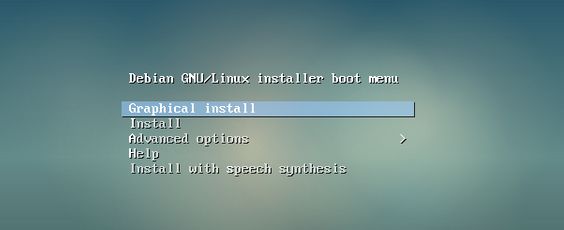 Debian GNU/Linux installer boot menu
Graphical install
Install
Advanced options >
Help
Install with speech synthesis